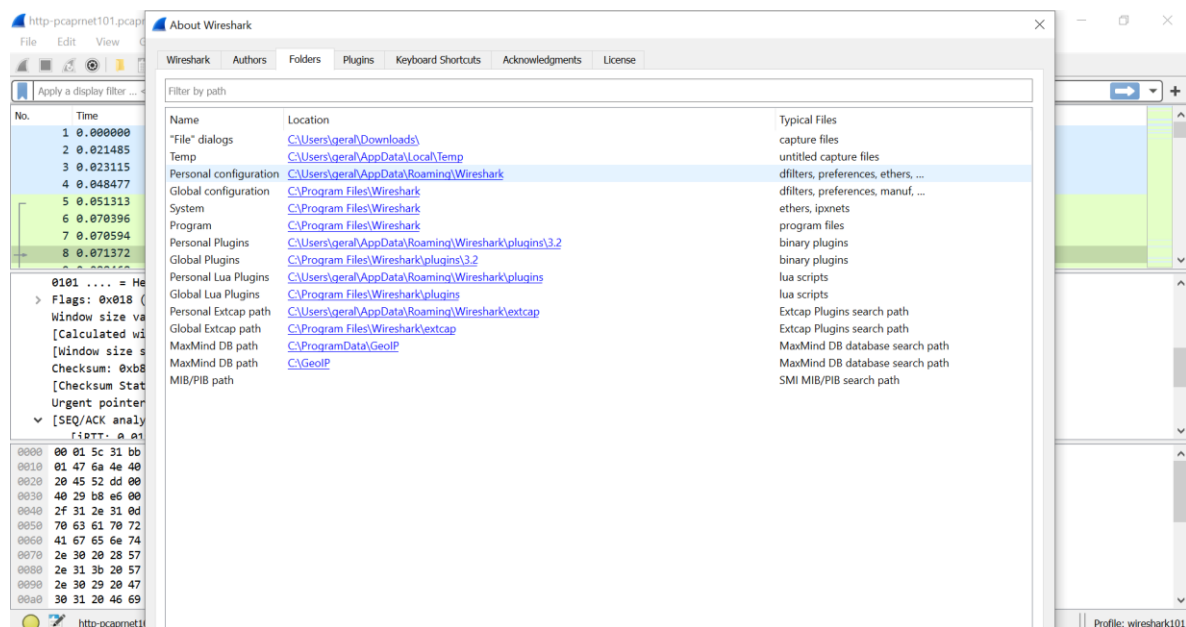 http-pcaprnet101.pcapr
About Wireshark
File Edit View G
Wireshark Authors Folders Plugins Keyboard Shortcuts Acknowledgments License
Apply a display filter ... <
Filter by path
No. Time
Name Location Typical Files
"File" dialogs C:\Users\geral\Downloads\ capture files
Temp C:\Users\geral\AppData\Local\Temp untitled capture files
Personal configuration C:\Users\geral\AppData\Roaming\Wireshark dfilters, preferences, ethers, ...
Global configuration C:\Program Files\Wireshark dfilters, preferences, manuf, ...
System C:\Program Files\Wireshark ethers, ipxnets
Program C:\Program Files\Wireshark program files
Personal Plugins C:\Users\geral\AppData\Roaming\Wireshark\plugins\3.2 binary plugins
Global Plugins C:\Program Files\Wireshark\plugins\3.2 binary plugins
Personal Lua Plugins C:\Users\geral\AppData\Roaming\Wireshark\plugins lua scripts
Global Lua Plugins C:\Program Files\Wireshark\plugins lua scripts
Personal Extcap path C:\Users\geral\AppData\Roaming\Wireshark\extcap Extcap Plugins search path
Global Extcap path C:\Program Files\Wireshark\extcap Extcap Plugins search path
MaxMind DB path C:\ProgramData\GeoIP MaxMind DB database search path
MaxMind DB path C:\GeoIP MaxMind DB database search path
MIB/PIB path SMI MIB/PIB search path
1 0.000000
2 0.021485
3 0.023115
4 0.048477
5 0.051313
6 0.070396
7 0.070594
8 0.071372
0101 .... = He
Flags: 0x018 (
Window size va
[Calculated wi
[Window size s
Checksum: 0xb8
[Checksum Stat
Urgent pointer
[SEQ/ACK analy
[iRTT: 0.01
0000 00 01 5c 31 bb
0010 01 47 6a 4e 40
0020 20 45 52 dd 00
0030 40 29 b8 e6 00
0040 2f 31 2e 31 0d
0050 70 63 61 70 72
0060 41 67 65 6e 74
0070 2e 30 20 28 57
0080 2e 31 3b 20 57
0090 2e 30 29 20 47
00a0 30 31 20 46 69
http-pcaprnet10
Profile: wireshark101